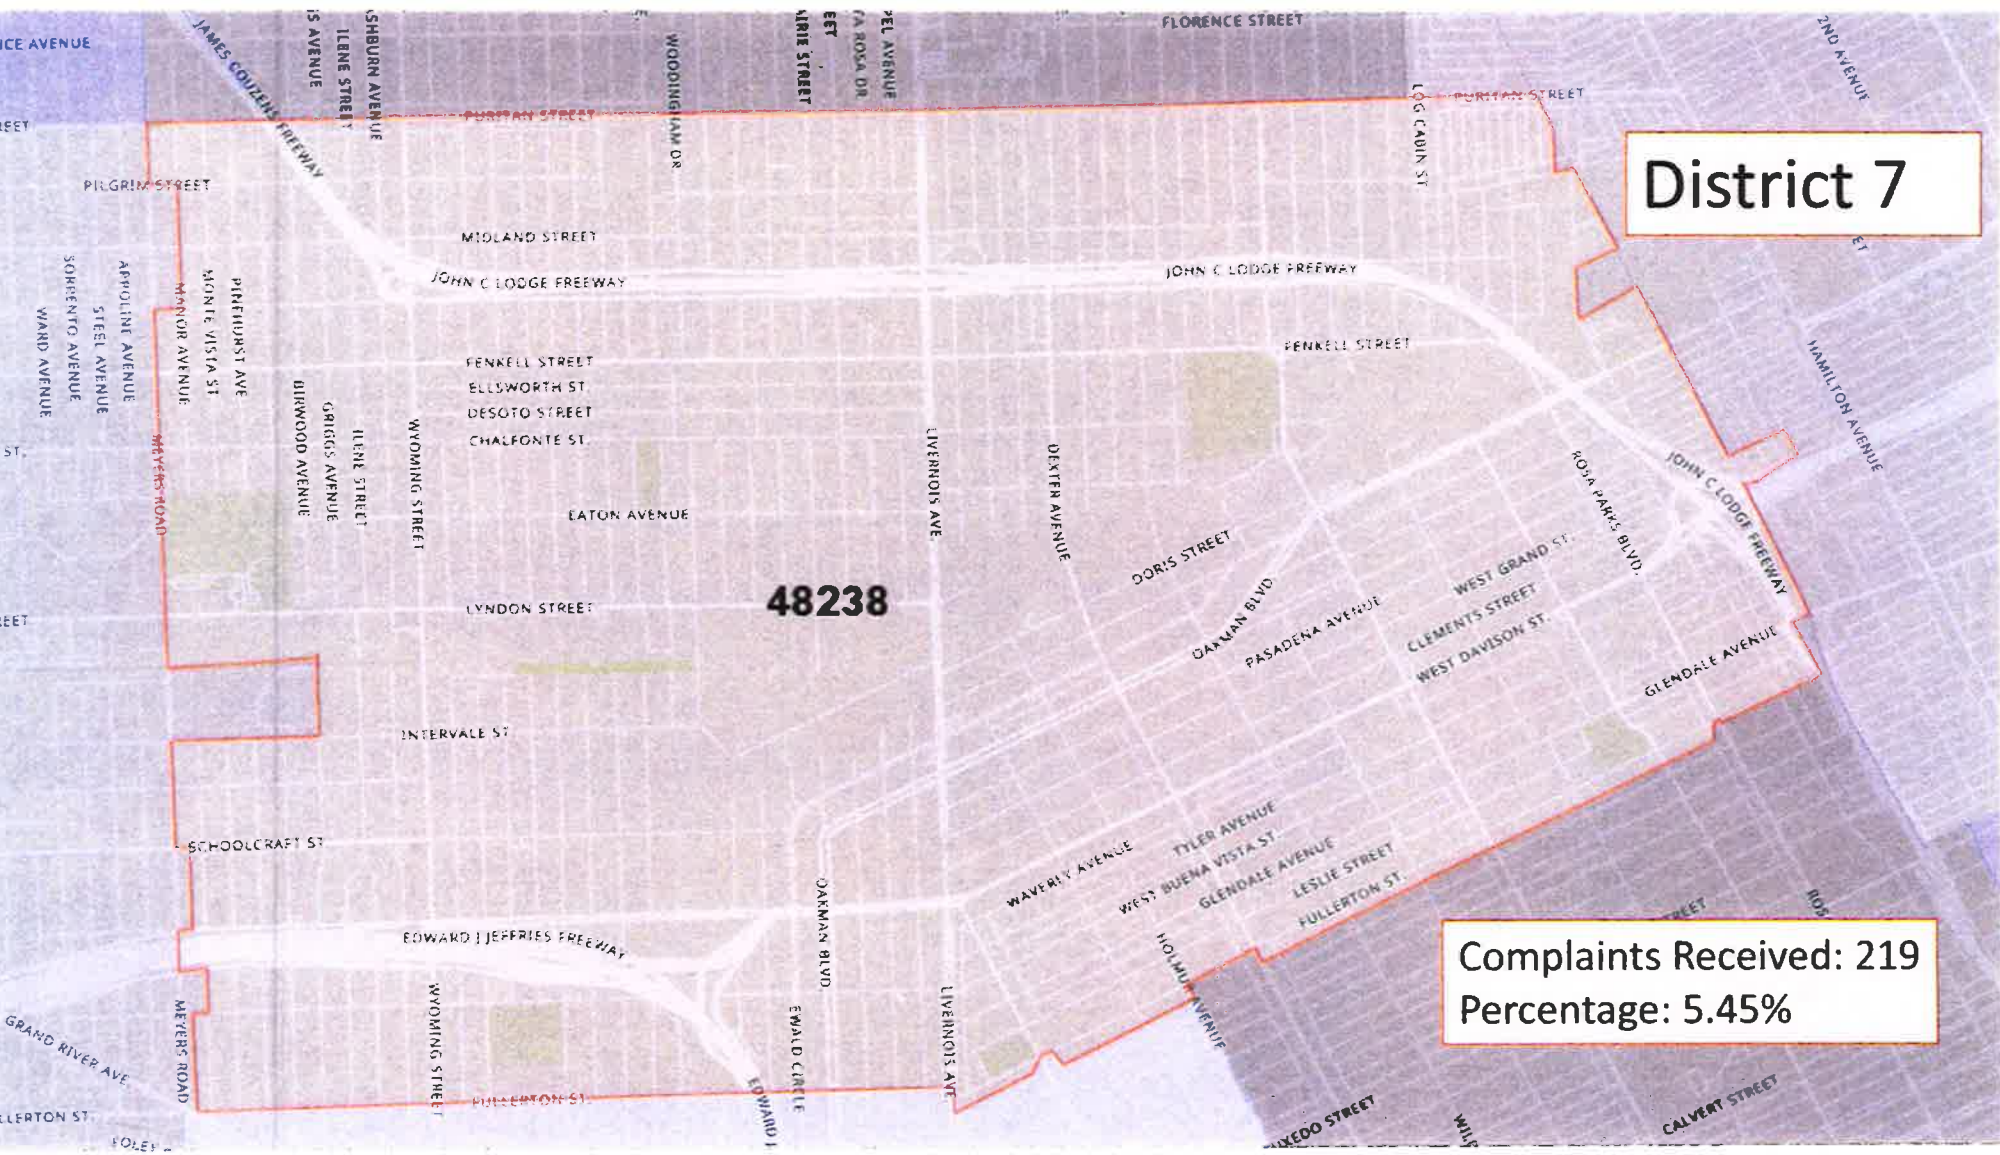 FLORENCE STREET
2ND AVENUE
JAMES COUZENS FREEWAY
ILENE STREET
WOODINGHAM DR
PURITAN STREET
LOG CABIN ST
PURITAN STREET
District 7
PILGRIM STREET
MIDLAND STREET
JOHN C LODGE FREEWAY
JOHN C LODGE FREEWAY
WARD AVENUE
SORRENTO AVENUE
STEEL AVENUE
APPOLINE AVENUE
MANOR AVENUE
MONTE VISTA ST
PINEHURST AVE
FENKELL STREET
FENKELL STREET
ELLSWORTH ST.
DESOTO STREET
CHALFONTE ST.
HAMILTON AVENUE
MEYERS ROAD
BIRWOOD AVENUE
GRIGGS AVENUE
ILENE STREET
WYOMING STREET
LIVERNOIS AVE.
DEXTER AVENUE
ROSA PARKS BLVD.
JOHN C LODGE FREEWAY
EATON AVENUE
DORIS STREET
WEST GRAND ST.
48238
LYNDON STREET
OAKMAN BLVD.
PASADENA AVENUE
CLEMENTS STREET
WEST DAVISON ST.
GLENDALE AVENUE
INTERVALE ST
SCHOOLCRAFT ST
WAVERLY AVENUE
TYLER AVENUE
WEST BUENA VISTA ST.
GLENDALE AVENUE
LESLIE STREET
FULLERTON ST.
OAKMAN BLVD
EDWARD J JEFFRIES FREEWAY
HOLMUR AVENUE
Complaints Received: 219
Percentage: 5.45%
GRAND RIVER AVE
MEYERS ROAD
WYOMING STREET
EWALD CIRCLE
LIVERNOIS AVE
EDWARD J
FULLERTON ST.
CALVERT STREET